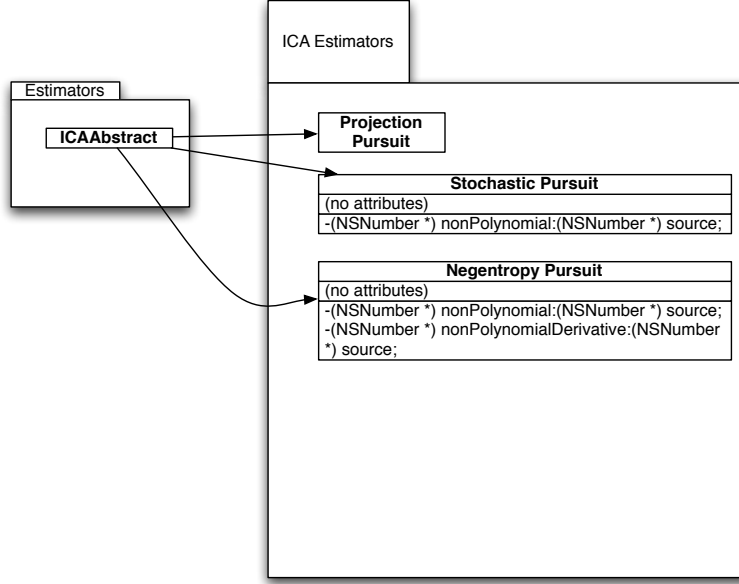 ICA Estimators
Estimators
ICAAbstract
Projection
Pursuit
Stochastic Pursuit
(no attributes)
-(NSNumber *) nonPolynomial:(NSNumber *) source;
Negentropy Pursuit
(no attributes)
-(NSNumber *) nonPolynomial:(NSNumber *) source;
-(NSNumber *) nonPolynomialDerivative:(NSNumber
*) source;